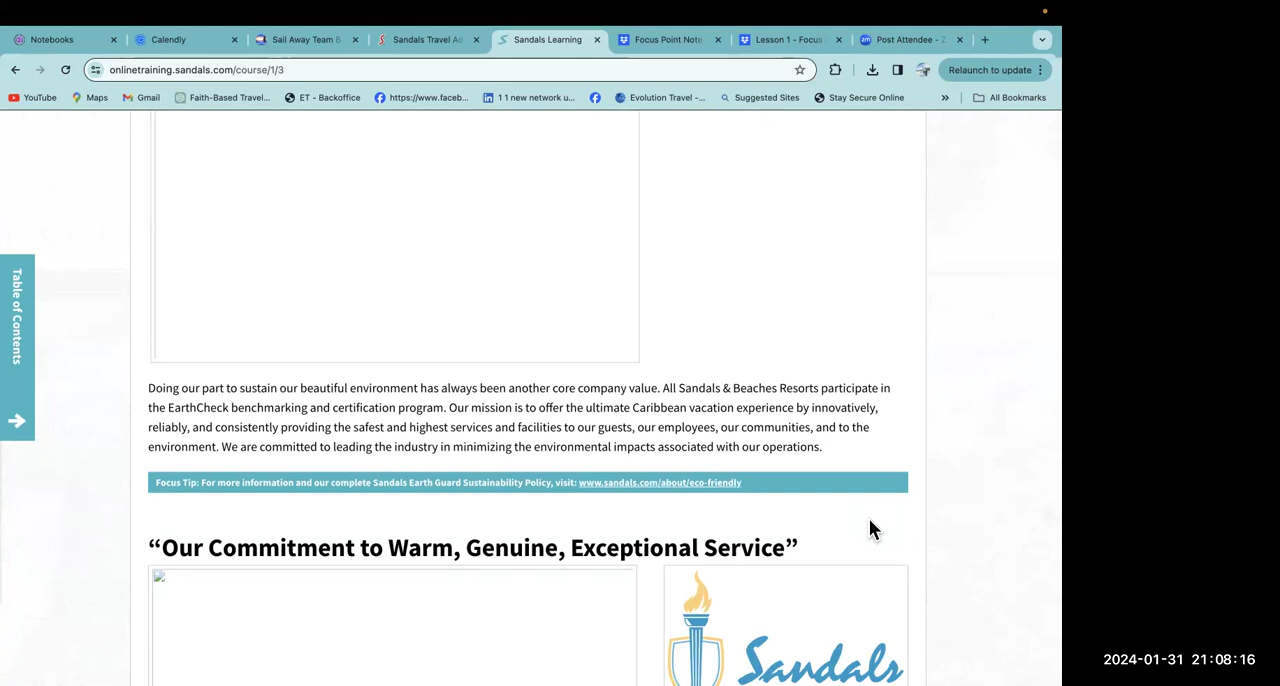 Notebooks
Calendly
Sail Away Team B
Sandals Travel Ad
Sandals Learning
Focus Point Note
Lesson 1 - Focus
zm Post Attendee - Z
onlinetraining.sandals.com/course/1/3
Relaunch to update
YouTube
Maps
Gmail
Faith-Based Travel...
ET - Backoffice
https://www.faceb...
1 1 new network u...
Evolution Travel -...
Suggested Sites
Stay Secure Online
All Bookmarks
Table of Contents
Doing our part to sustain our beautiful environment has always been another core company value. All Sandals & Beaches Resorts participate in
the EarthCheck benchmarking and certification program. Our mission is to offer the ultimate Caribbean vacation experience by innovatively,
reliably, and consistently providing the safest and highest services and facilities to our guests, our employees, our communities, and to the
environment. We are committed to leading the industry in minimizing the environmental impacts associated with our operations.
Focus Tip: For more information and our complete Sandals Earth Guard Sustainability Policy, visit: www.sandals.com/about/eco-friendly
“Our Commitment to Warm, Genuine, Exceptional Service”
Sandals
2024-01-31 21:08:16